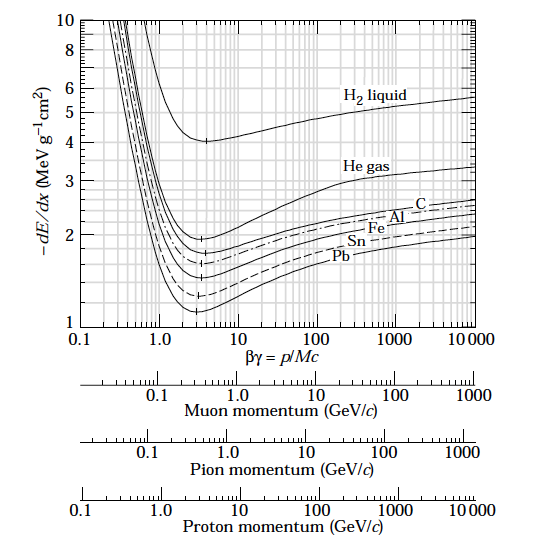 10
8
6
5
4
3
2
1
−dE/dx (MeV g⁻¹cm²)
H₂ liquid
He gas
C
Al
Fe
Sn
Pb
0.1 1.0 10 100 1000 10 000
βγ = p/Mc
0.1 1.0 10 100 1000
Muon momentum (GeV/c)
0.1 1.0 10 100 1000
Pion momentum (GeV/c)
0.1 1.0 10 100 1000 10 000
Proton momentum (GeV/c)